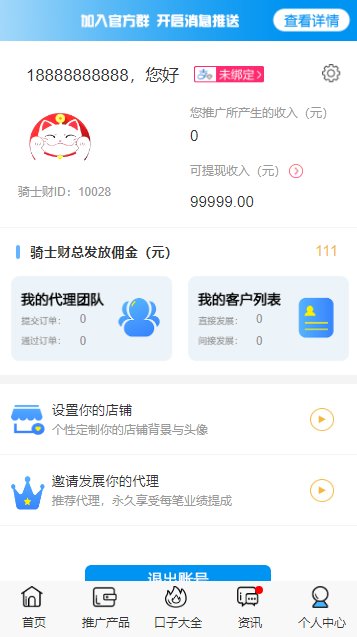 加入官方群 开启消息推送
查看详情
18888888888，您好
未绑定 >
您推广所产生的收入（元）
0
可提现收入（元）
骑士财ID：10028
99999.00
骑士财总发放佣金（元）
111
我的代理团队
提交订单：
0
通过订单：
0
我的客户列表
直接发展：
0
间接发展：
0
设置你的店铺
个性定制你的店铺背景与头像
邀请发展你的代理
推荐代理，永久享受每笔业绩提成
退出账号
首页
推广产品
口子大全
资讯
个人中心